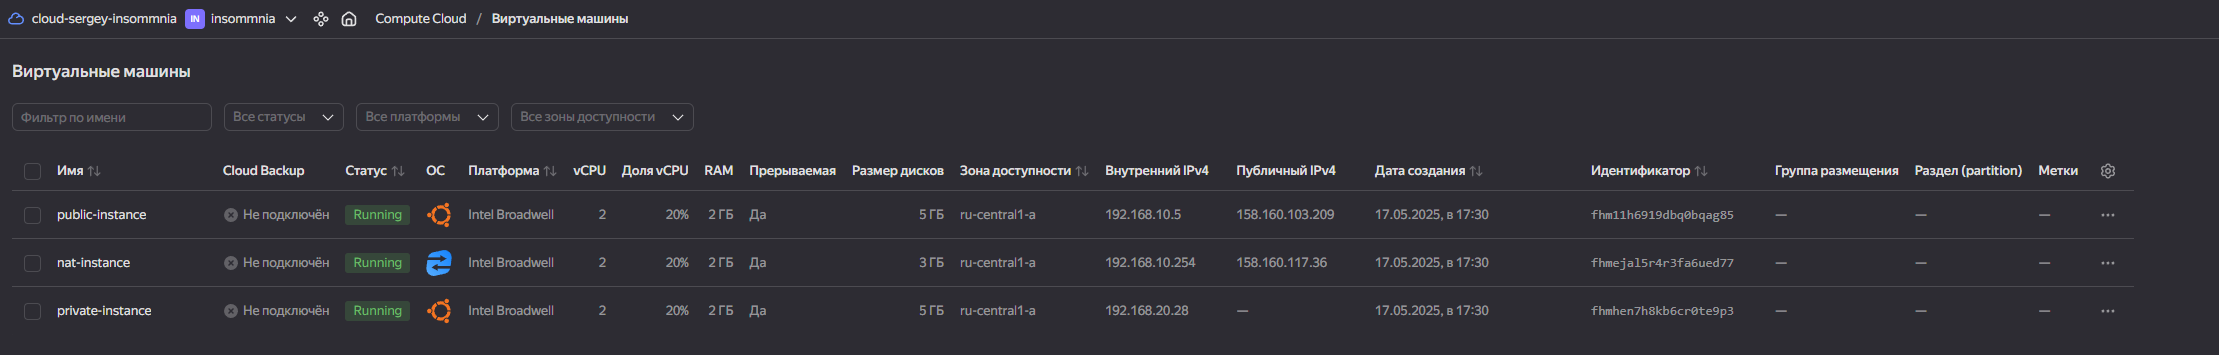 cloud-sergey-insommnia IN insommnia Compute Cloud / Виртуальные машины
Виртуальные машины
Фильтр по имени Все статусы Все платформы Все зоны доступности
Имя Cloud Backup Статус ОС Платформа vCPU Доля vCPU RAM Прерываемая Размер дисков Зона доступности Внутренний IPv4 Публичный IPv4 Дата создания Идентификатор Группа размещения Раздел (partition) Метки
public-instance Не подключён Running Intel Broadwell 2 20% 2 ГБ Да 5 ГБ ru-central1-a 192.168.10.5 158.160.103.209 17.05.2025, в 17:30 fhm11h6919dbq0bqag85 — — —
nat-instance Не подключён Running Intel Broadwell 2 20% 2 ГБ Да 3 ГБ ru-central1-a 192.168.10.254 158.160.117.36 17.05.2025, в 17:30 fhmejal5r4r3fa6ued77 — — —
private-instance Не подключён Running Intel Broadwell 2 20% 2 ГБ Да 5 ГБ ru-central1-a 192.168.20.28 — 17.05.2025, в 17:30 fhmhen7h8kb6cr0te9p3 — — —